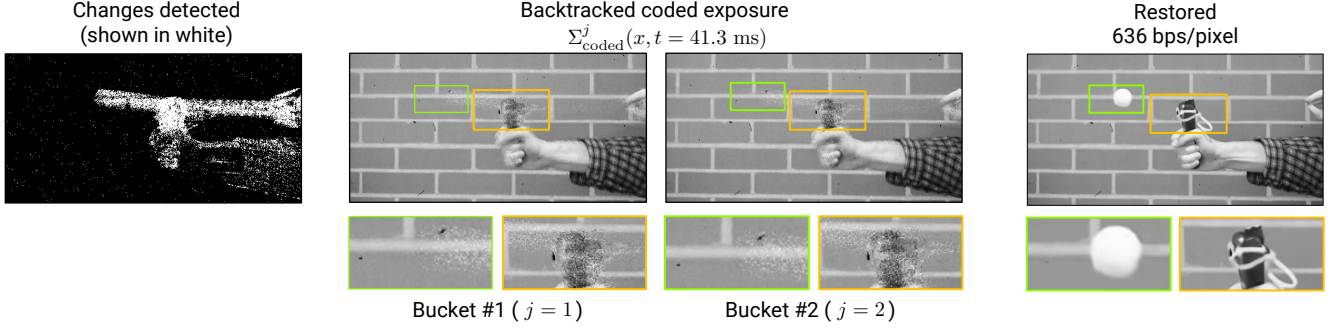 Changes detected
(shown in white)
Backtracked coded exposure
Σ^j_coded(x, t = 41.3 ms)
Restored
636 bps/pixel
Bucket #1 ( j = 1)
Bucket #2 ( j = 2)